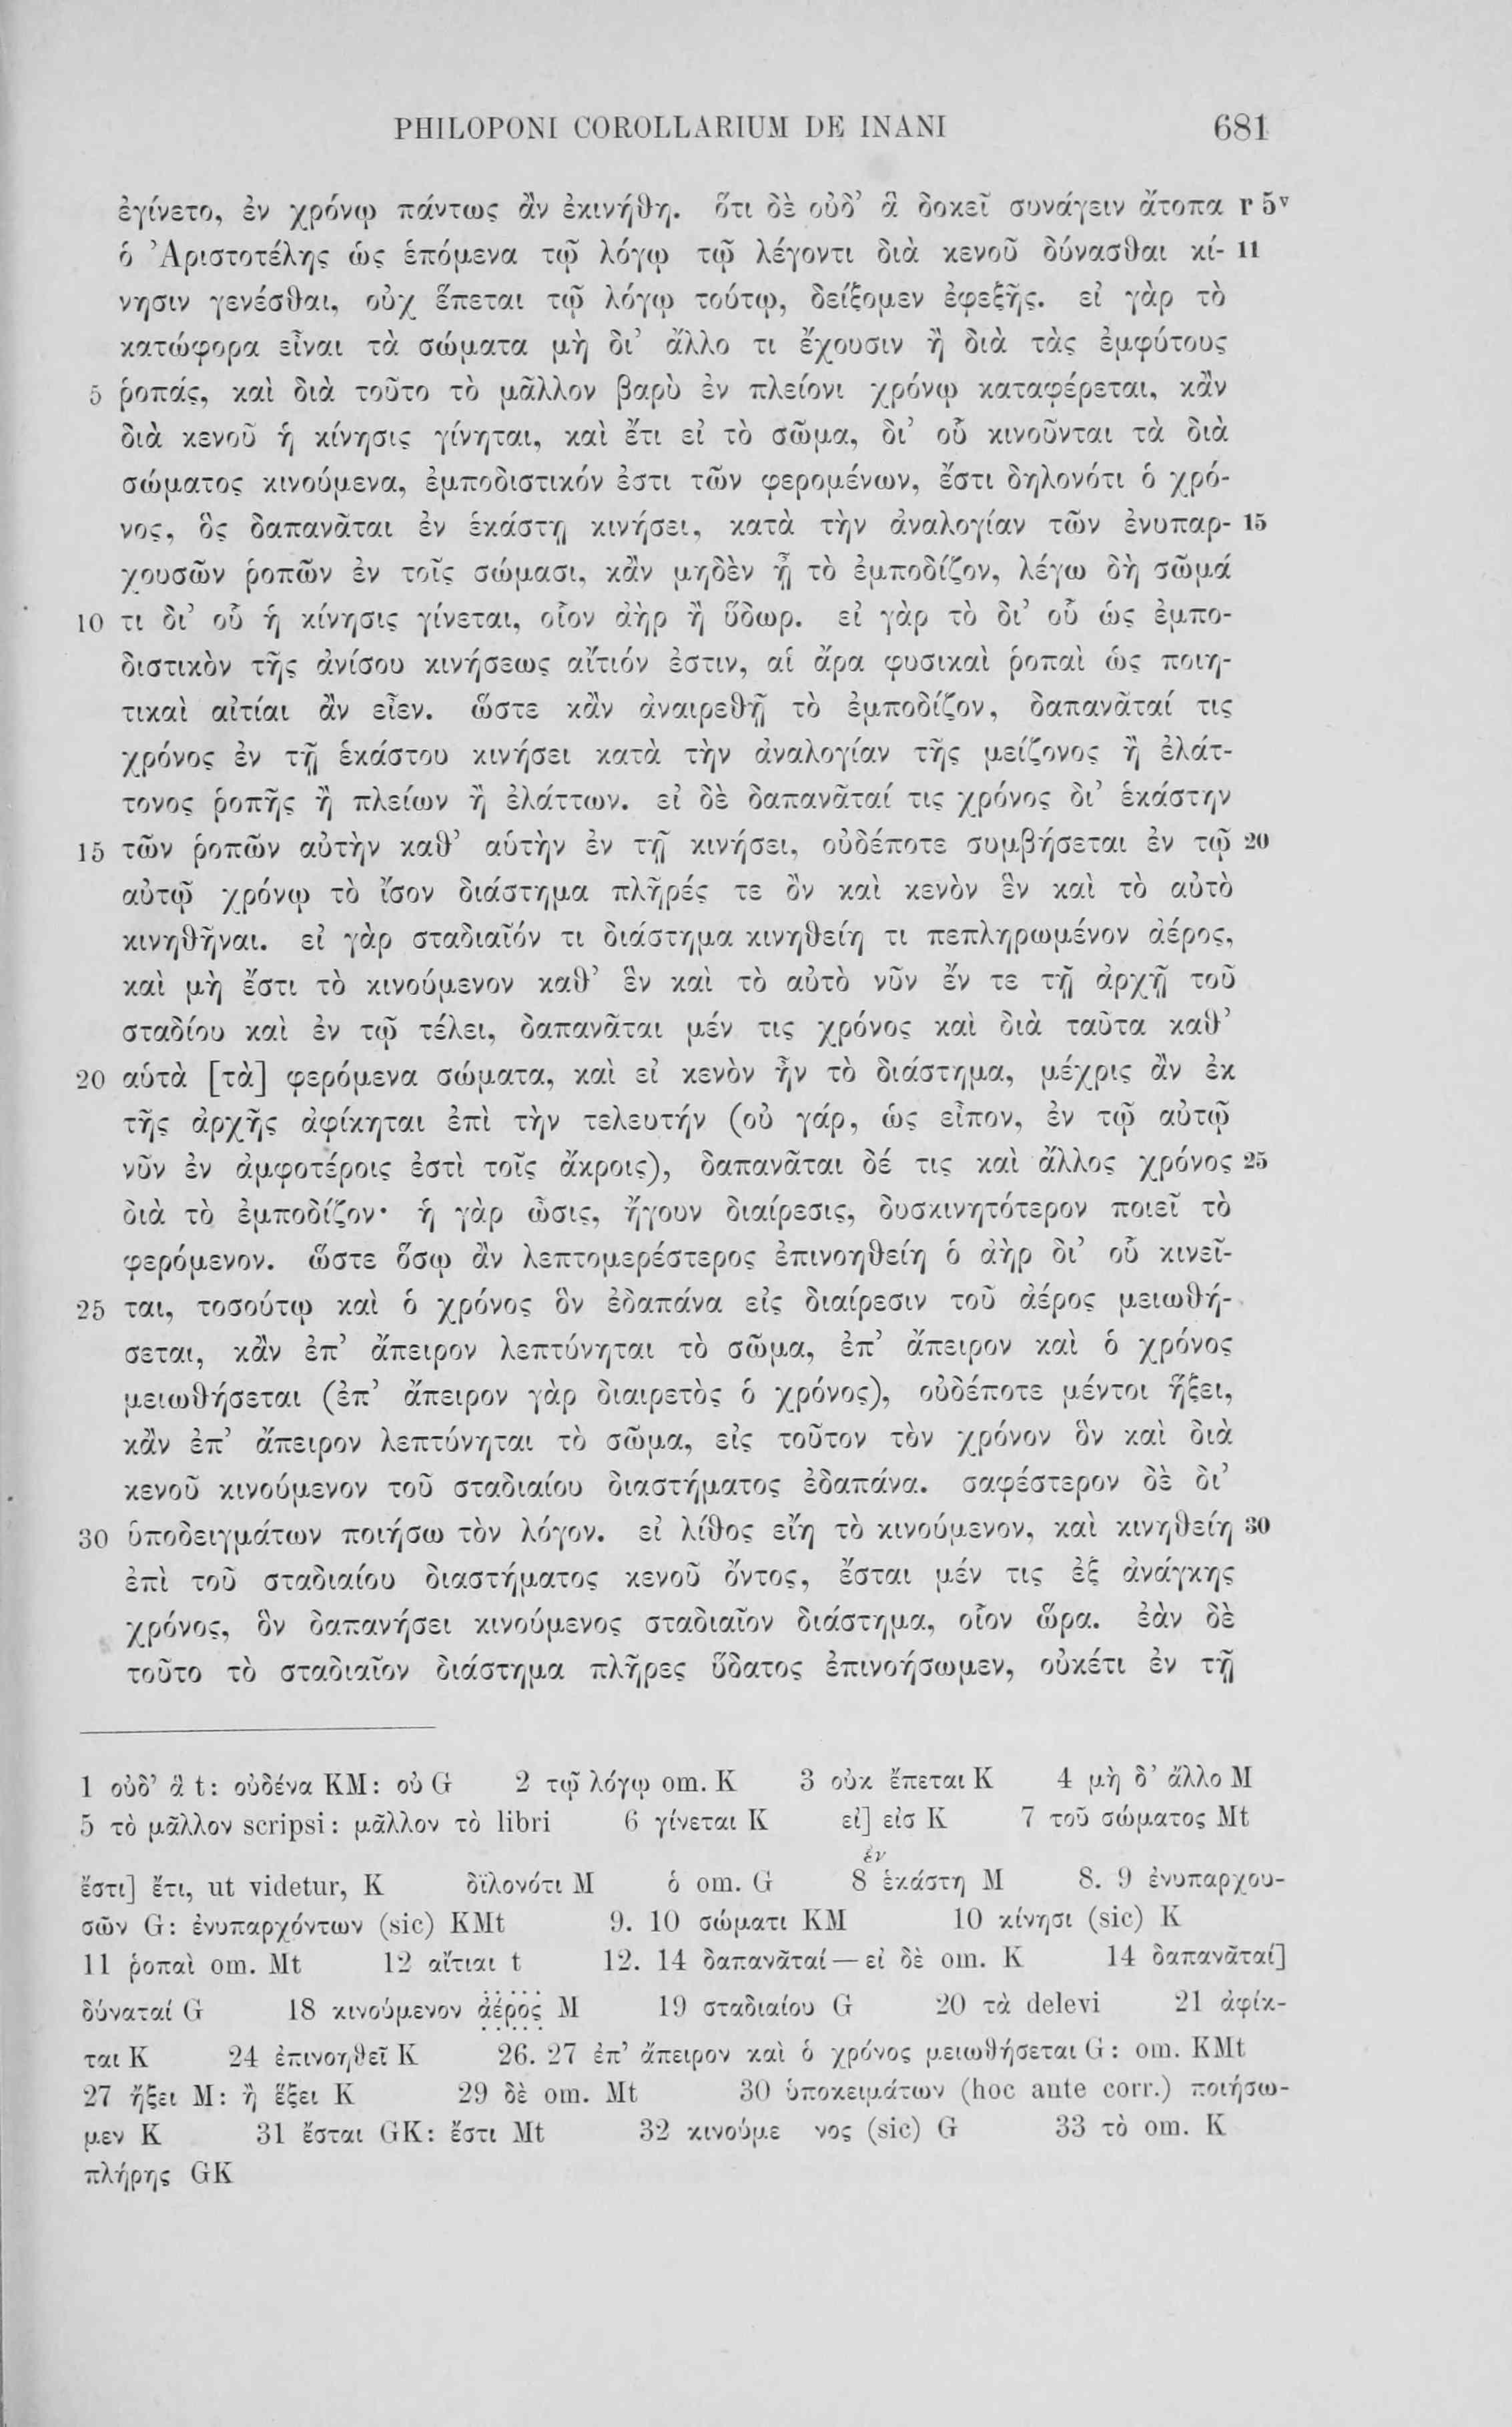 PHILOPONI COROLLARIUM DE INANI 681
ἐγίνετο, ἐν χρόνῳ πάντως ἂν ἐκινήθη. ὅτι δὲ οὐδ’ ἃ δοκεῖ συνάγειν ἄτοπα r 5v
ὁ Ἀριστοτέλης ὡς ἑπόμενα τῷ λόγῳ τῷ λέγοντι διὰ κενοῦ δύνασθαι κί- 11
νησιν γενέσθαι, οὐχ ἕπεται τῷ λόγῳ τούτῳ, δείξομεν ἐφεξῆς. εἰ γὰρ τὸ
κατώφορα εἶναι τὰ σώματα μὴ δι’ ἄλλο τι ἔχουσιν ἢ διὰ τὰς ἐμφύτους
5 ῥοπάς, καὶ διὰ τοῦτο τὸ μᾶλλον βαρὺ ἐν πλείονι χρόνῳ καταφέρεται, κἂν
διὰ κενοῦ ἡ κίνησις γίνηται, καὶ ἔτι εἰ τὸ σῶμα, δι’ οὗ κινοῦνται τὰ διὰ
σώματος κινούμενα, ἐμποδιστικόν ἐστι τῶν φερομένων, ἔστι δηλονότι ὁ χρό-
νος, ὃς δαπανᾶται ἐν ἑκάστῃ κινήσει, κατὰ τὴν ἀναλογίαν τῶν ἐνυπαρ- 15
χουσῶν ῥοπῶν ἐν τοῖς σώμασι, κἂν μηδὲν ᾖ τὸ ἐμποδίζον, λέγω δὴ σῶμά
10 τι δι’ οὗ ἡ κίνησις γίνεται, οἷον ἀὴρ ἢ ὕδωρ. εἰ γὰρ τὸ δι’ οὗ ὡς ἐμπο-
διστικὸν τῆς ἀνίσου κινήσεως αἴτιόν ἐστιν, αἱ ἄρα φυσικαὶ ῥοπαὶ ὡς ποιη-
τικαὶ αἰτίαι ἂν εἶεν. ὥστε κἂν ἀναιρεθῇ τὸ ἐμποδίζον, δαπανᾶταί τις
χρόνος ἐν τῇ ἑκάστου κινήσει κατὰ τὴν ἀναλογίαν τῆς μείζονος ἢ ἐλάτ-
τονος ῥοπῆς ἢ πλείων ἢ ἐλάττων. εἰ δὲ δαπανᾶταί τις χρόνος δι’ ἑκάστην
15 τῶν ῥοπῶν αὐτὴν καθ’ αὑτὴν ἐν τῇ κινήσει, οὐδέποτε συμβήσεται ἐν τῷ 20
αὐτῷ χρόνῳ τὸ ἴσον διάστημα πλῆρές τε ὂν καὶ κενὸν ἓν καὶ τὸ αὐτὸ
κινηθῆναι. εἰ γὰρ σταδιαῖόν τι διάστημα κινηθείη τι πεπληρωμένον ἀέρος,
καὶ μὴ ἔστι τὸ κινούμενον καθ’ ἓν καὶ τὸ αὐτὸ νῦν ἔν τε τῇ ἀρχῇ τοῦ
σταδίου καὶ ἐν τῷ τέλει, δαπανᾶται μέν τις χρόνος καὶ διὰ ταῦτα καθ’
20 αὑτὰ [τὰ] φερόμενα σώματα, καὶ εἰ κενὸν ἦν τὸ διάστημα, μέχρις ἂν ἐκ
τῆς ἀρχῆς ἀφίκηται ἐπὶ τὴν τελευτήν (οὐ γάρ, ὡς εἶπον, ἐν τῷ αὐτῷ
νῦν ἐν ἀμφοτέροις ἐστὶ τοῖς ἄκροις), δαπανᾶται δέ τις καὶ ἄλλος χρόνος 25
διὰ τὸ ἐμποδίζον· ἡ γὰρ ὦσις, ἤγουν διαίρεσις, δυσκινητότερον ποιεῖ τὸ
φερόμενον. ὥστε ὅσῳ ἂν λεπτομερέστερος ἐπινοηθείη ὁ ἀὴρ δι’ οὗ κινεῖ-
25 ται, τοσούτῳ καὶ ὁ χρόνος ὃν ἐδαπάνα εἰς διαίρεσιν τοῦ ἀέρος μειωθή-
σεται, κἂν ἐπ’ ἄπειρον λεπτύνηται τὸ σῶμα, ἐπ’ ἄπειρον καὶ ὁ χρόνος
μειωθήσεται (ἐπ’ ἄπειρον γὰρ διαιρετὸς ὁ χρόνος), οὐδέποτε μέντοι ἥξει,
κἂν ἐπ’ ἄπειρον λεπτύνηται τὸ σῶμα, εἰς τοῦτον τὸν χρόνον ὃν καὶ διὰ
κενοῦ κινούμενον τοῦ σταδιαίου διαστήματος ἐδαπάνα. σαφέστερον δὲ δι’
30 ὑποδειγμάτων ποιήσω τὸν λόγον. εἰ λίθος εἴη τὸ κινούμενον, καὶ κινηθείη 30
ἐπὶ τοῦ σταδιαίου διαστήματος κενοῦ ὄντος, ἔσται μέν τις ἐξ ἀνάγκης
χρόνος, ὃν δαπανήσει κινούμενος σταδιαῖον διάστημα, οἷον ὥρα. ἐὰν δὲ
τοῦτο τὸ σταδιαῖον διάστημα πλῆρες ὕδατος ἐπινοήσωμεν, οὐκέτι ἐν τῇ
1 οὐδ’ ἃ t: οὐδένα KM: οὐ G 2 τῷ λόγῳ om. K 3 οὐκ ἔπεται K 4 μὴ δ’ ἄλλο M
5 τὸ μᾶλλον scripsi: μᾶλλον τὸ libri 6 γίνεται K εἰ] εἰσ K 7 τοῦ σώματος Mt
ἔστι] ἔτι, ut videtur, K δϊλονότι M ὁ om. G 8 ἐν ἑκάστη M 8. 9 ἐνυπαρχου-
σῶν G: ἐνυπαρχόντων (sic) KMt 9. 10 σώματι KM 10 κίνησι (sic) K
11 ῥοπαὶ om. Mt 12 αἴτιαι t 12. 14 δαπανᾶταί — εἰ δὲ om. K 14 δαπανᾶταί]
δύναταί G 18 κινούμενον ἀέρος M 19 σταδιαίου G 20 τὰ delevi 21 ἀφίκ-
ται K 24 ἐπινοηθεῖ K 26. 27 ἐπ’ ἄπειρον καὶ ὁ χρόνος μειωθήσεται G: om. KMt
27 ἤξει M: ἢ ἕξει K 29 δὲ om. Mt 30 ὑποκειμάτων (hoc ante corr.) ποιήσω-
μεν K 31 ἔσται GK: ἔστι Mt 32 κινούμε νος (sic) G 33 τὸ om. K
πλήρης GK